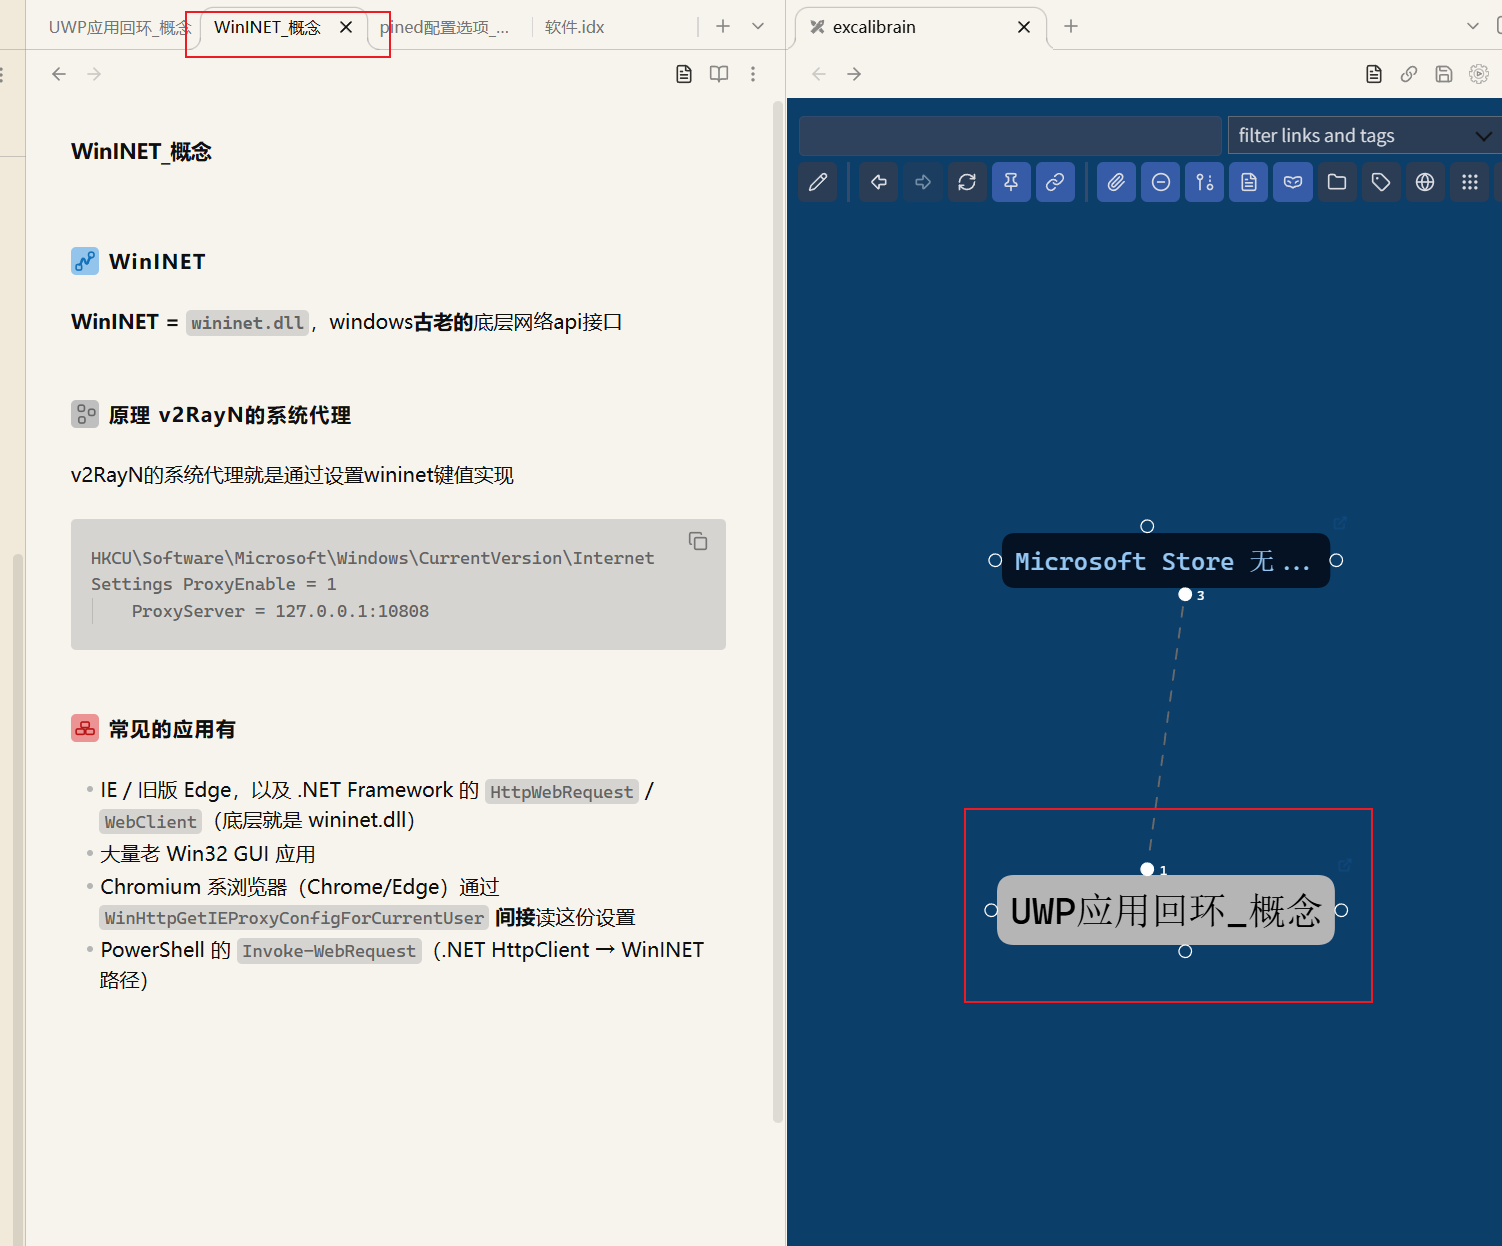 UWP应用回环_概念
WinINET_概念
pined配置选项_...
软件.idx
excalibrain
WinINET_概念
WinINET
WinINET = wininet.dll，windows古老的底层网络api接口
原理 v2RayN的系统代理
v2RayN的系统代理就是通过设置wininet键值实现
HKCU\Software\Microsoft\Windows\CurrentVersion\Internet
Settings ProxyEnable = 1
ProxyServer = 127.0.0.1:10808
常见的应用有
IE / 旧版 Edge，以及 .NET Framework 的 HttpWebRequest /
WebClient（底层就是 wininet.dll）
大量老 Win32 GUI 应用
Chromium 系浏览器（Chrome/Edge）通过
WinHttpGetIEProxyConfigForCurrentUser 间接读这份设置
PowerShell 的 Invoke-WebRequest（.NET HttpClient → WinINET
路径）
filter links and tags
Microsoft Store 无...
3
1
UWP应用回环_概念